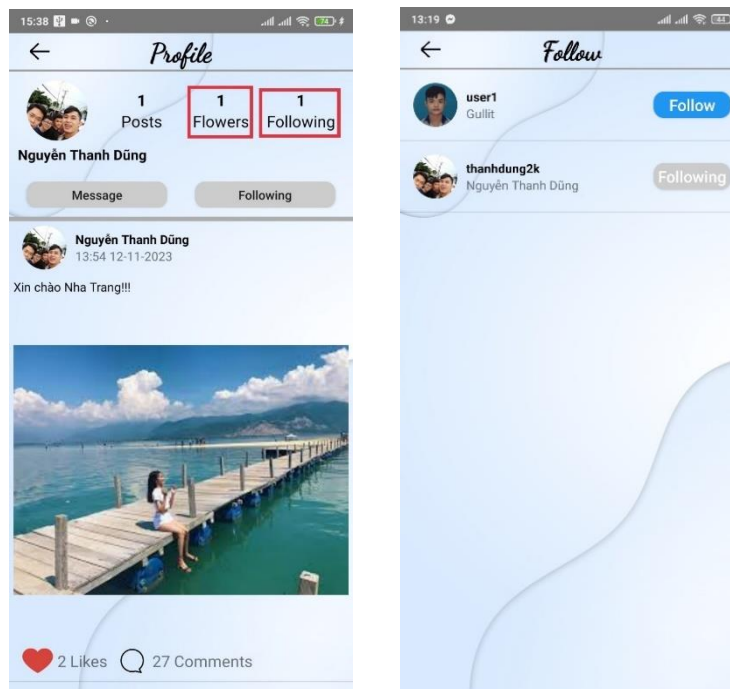 15:38
74
Profile
1
Posts
1
Flowers
1
Following
Nguyễn Thanh Dũng
Message
Following
Nguyễn Thanh Dũng
13:54 12-11-2023
Xin chào Nha Trang!!!
2 Likes
27 Comments
13:19
44
Follow
user1
Gullit
Follow
thanhdung2k
Nguyễn Thanh Dũng
Following